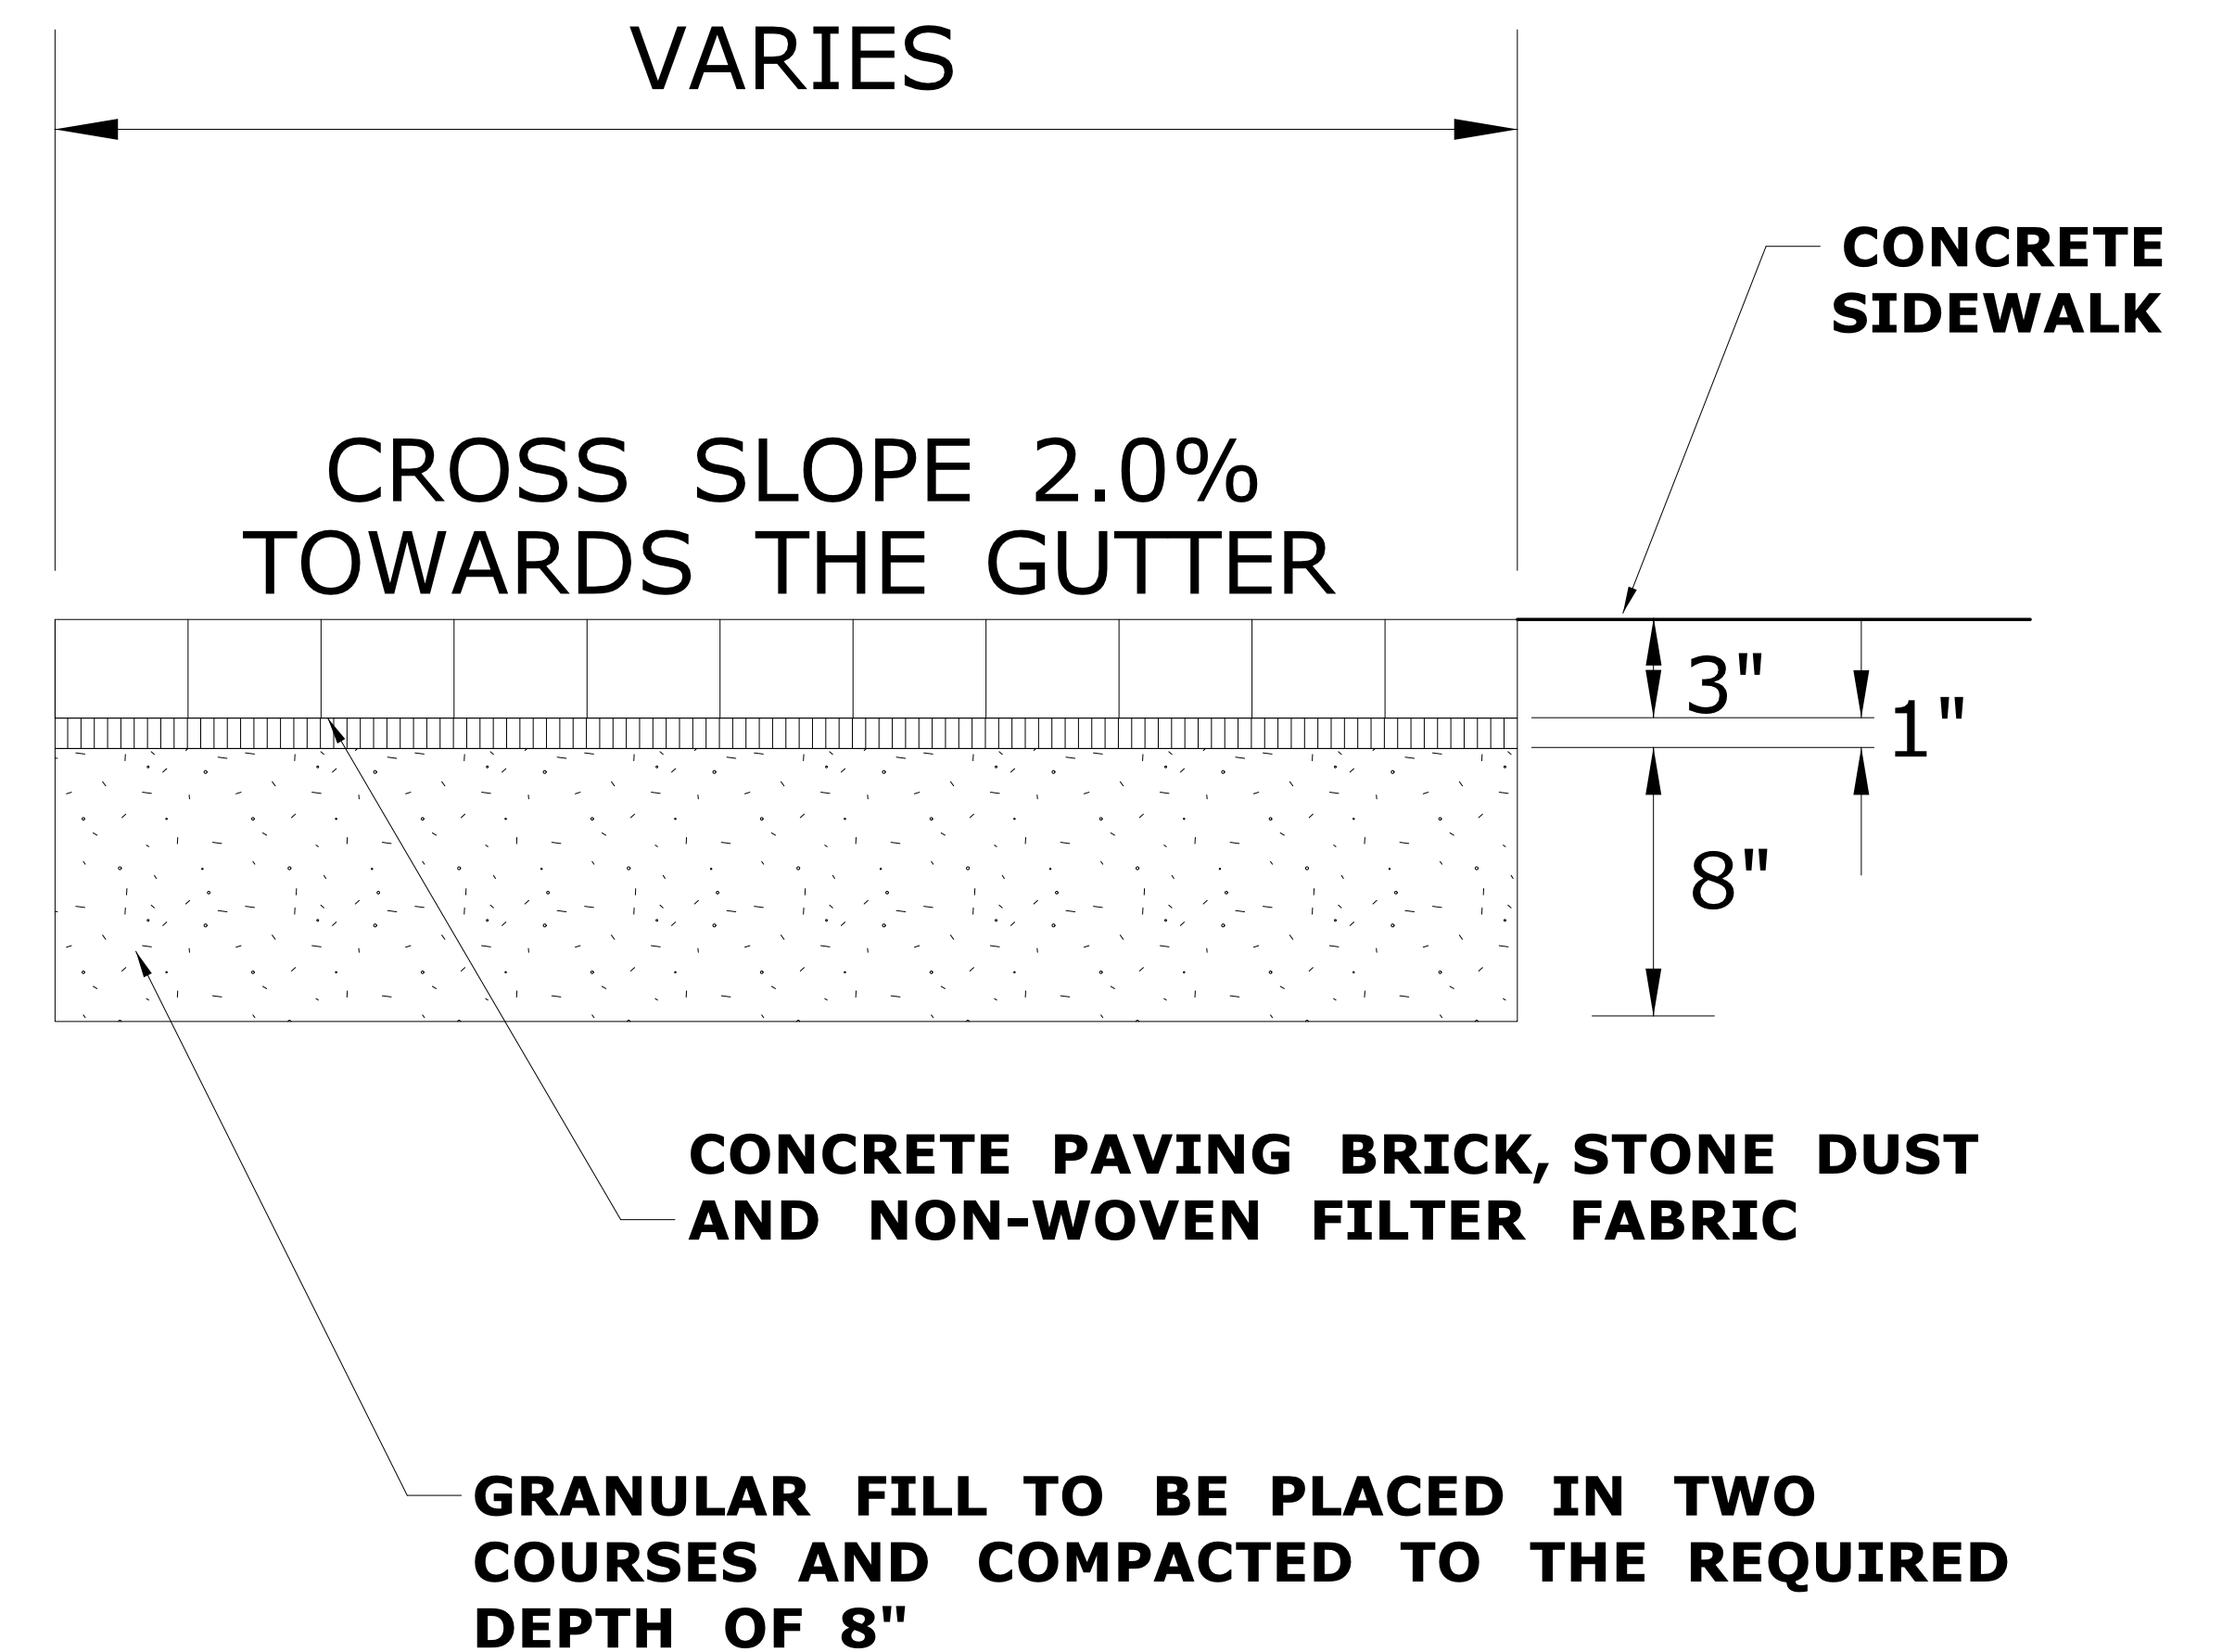 VARIES
CONCRETE
SIDEWALK
CROSS SLOPE 2.0%
TOWARDS THE GUTTER
3"
1"
8"
CONCRETE PAVING BRICK, STONE DUST
AND NON-WOVEN FILTER FABRIC
GRANULAR FILL TO BE PLACED IN TWO
COURSES AND COMPACTED TO THE REQUIRED
DEPTH OF 8"